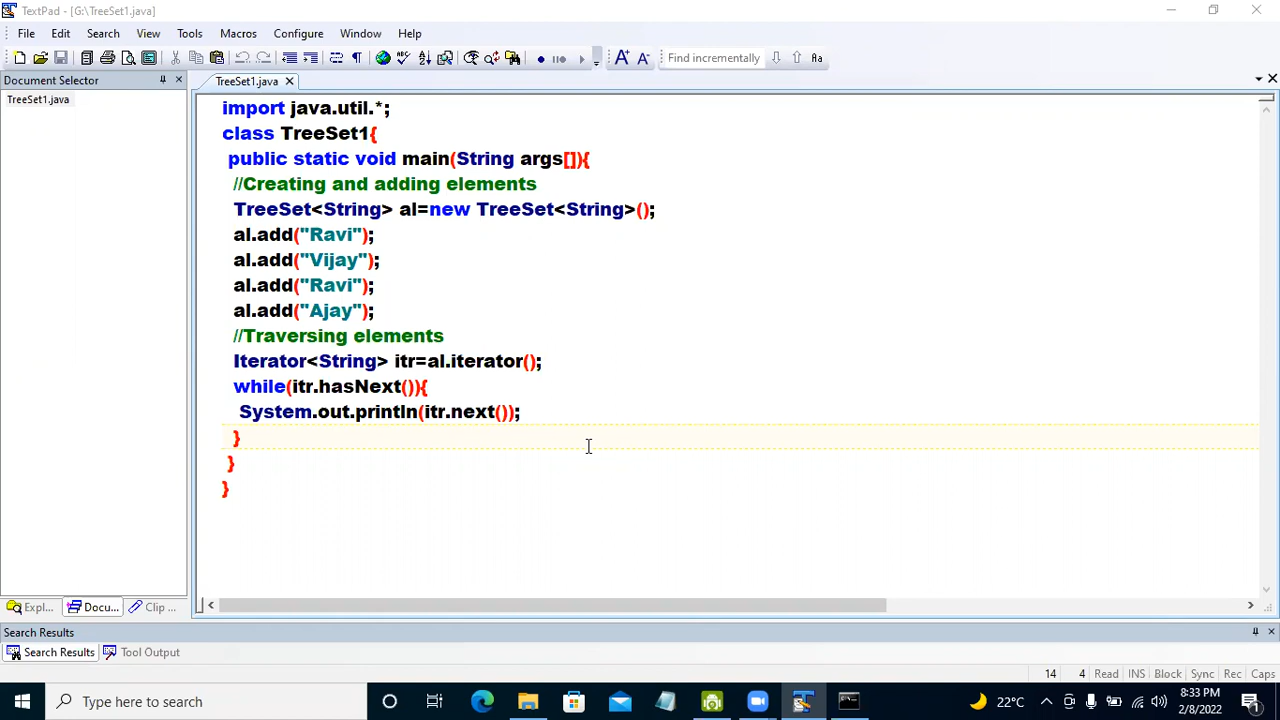 TextPad - [G:\TreeSet1.java]
File Edit Search View Tools Macros Configure Window Help
Find incrementally
Document Selector
TreeSet1.java
TreeSet1.java
import java.util.*;
class TreeSet1{
public static void main(String args[]){
//Creating and adding elements
TreeSet<String> al=new TreeSet<String>();
al.add("Ravi");
al.add("Vijay");
al.add("Ravi");
al.add("Ajay");
//Traversing elements
Iterator<String> itr=al.iterator();
while(itr.hasNext()){
System.out.println(itr.next());
}
}
}
Expl... Docu... Clip ...
Search Results
Search Results Tool Output
14 4 Read INS Block Sync Rec Caps
Type here to search
22°C
8:33 PM
2/8/2022
1